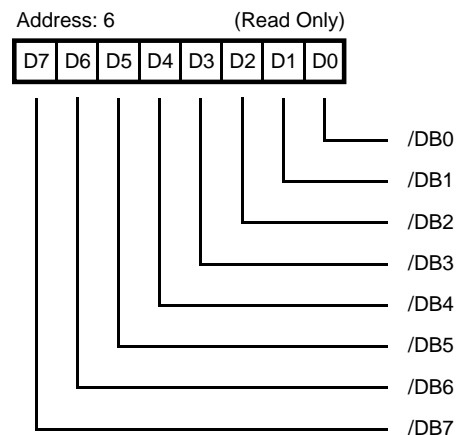 Address: 6 (Read Only)
D7 D6 D5 D4 D3 D2 D1 D0
/DB0
/DB1
/DB2
/DB3
/DB4
/DB5
/DB6
/DB7